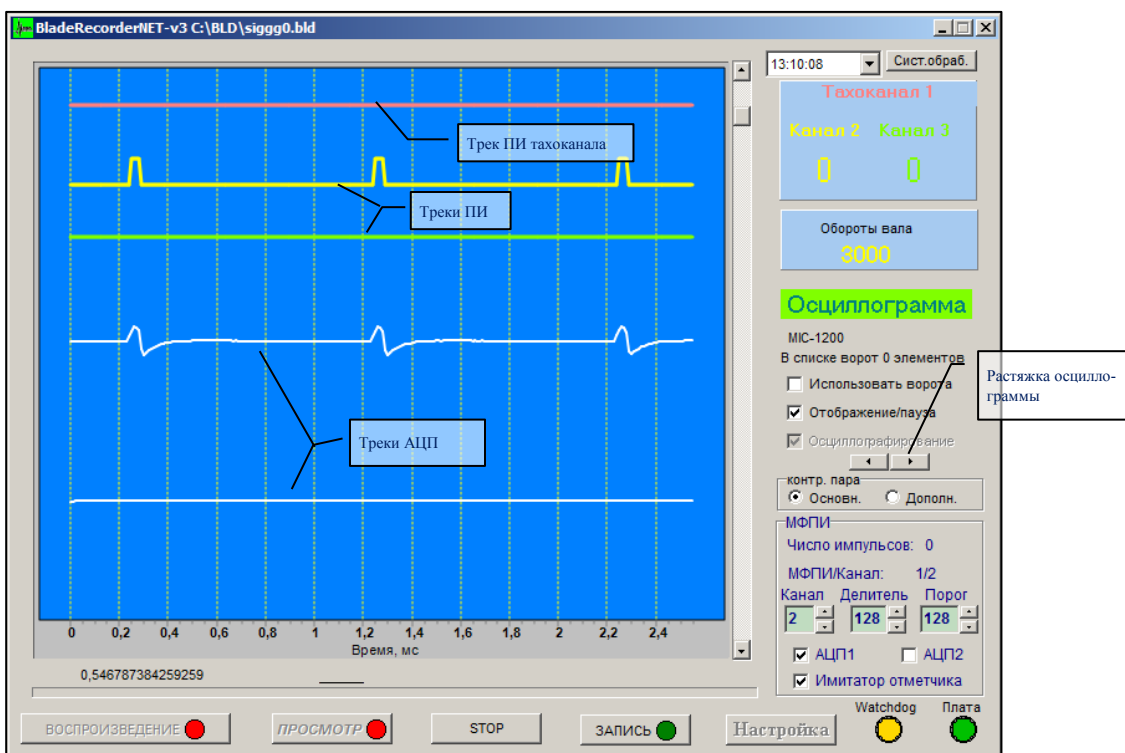 BladeRecorderNET-v3 C:\BLD\siggg0.bld
13:10:08
Сист.обраб.
Тахоканал 1
Канал 2 Канал 3
0 0
Обороты вала
3000
Осциллограмма
MIC-1200
В списке ворот 0 элементов
Использовать ворота
Отображение/пауза
Осциллографирование
контр. пара
Основн. Дополн.
МФПИ
Число импульсов: 0
МФПИ/Канал: 1/2
Канал Делитель Порог
2 128 128
АЦП1 АЦП2
Имитатор отметчика
Трек ПИ тахоканала
Треки ПИ
Треки АЦП
Растяжка осцилло-
граммы
0 0,2 0,4 0,6 0,8 1 1,2 1,4 1,6 1,8 2 2,2 2,4
Время, мс
0,546787384259259
ВОСПРОИЗВЕДЕНИЕ
ПРОСМОТР
STOP
ЗАПИСЬ
Настройка
Watchdog
Плата